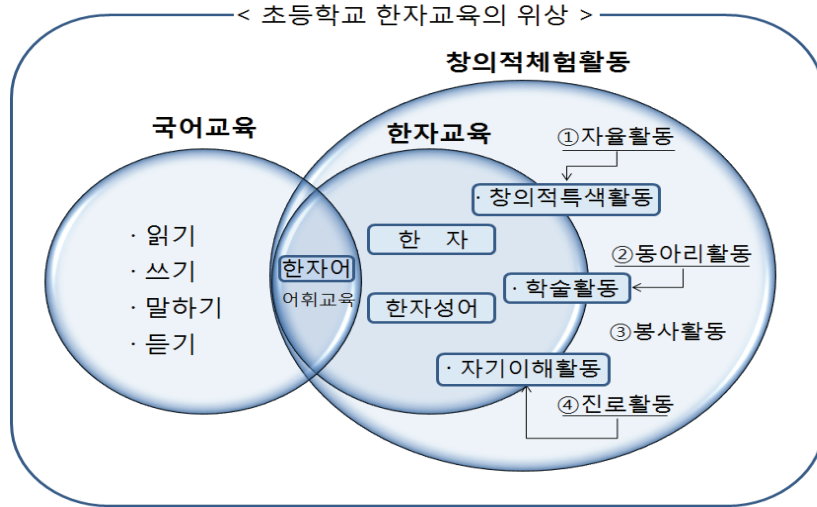 < 초등학교 한자교육의 위상 >
창의적체험활동
국어교육
한자교육
①자율활동
· 창의적특색활동
· 읽기
· 쓰기
· 말하기
· 듣기
한자어
어휘교육
한 자
한자성어
②동아리활동
· 학술활동
③봉사활동
· 자기이해활동
④진로활동